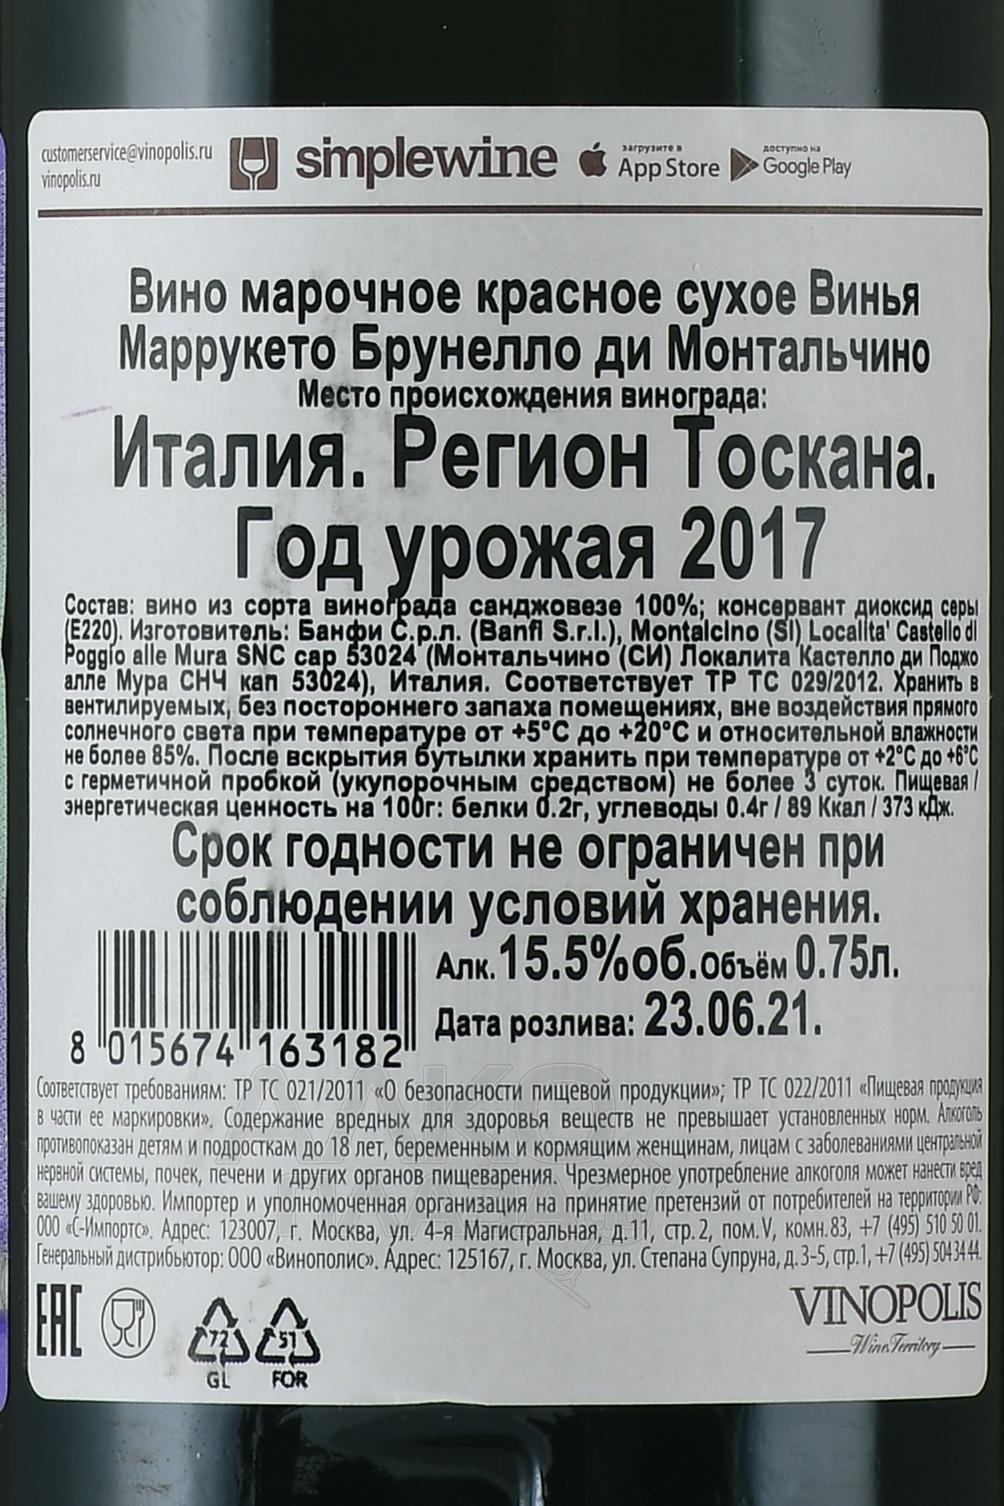 customerservice@vinopolis.ru
vinopolis.ru
simplewine
загрузите в
App Store
доступно на
Google Play
Вино марочное красное сухое Винья
Маррукето Брунелло ди Монтальчино
Место происхождения винограда:
Италия. Регион Тоскана.
Год урожая 2017
Состав: вино из сорта винограда санджовезе 100%; консервант диоксид серы
(Е220). Изготовитель: Банфи С.р.л. (Banfi S.r.l.), Montalcino (SI) Localita' Castello di
Poggio alle Mura SNC cap 53024 (Монтальчино (СИ) Локалита Кастелло ди Поджо
алле Мура СНЧ кап 53024), Италия. Соответствует ТР ТС 029/2012. Хранить в
вентилируемых, без постороннего запаха помещениях, вне воздействия прямого
солнечного света при температуре от +5°С до +20°С и относительной влажности
не более 85%. После вскрытия бутылки хранить при температуре от +2°С до +6°С
с герметичной пробкой (укупорочным средством) не более 3 суток. Пищевая /
энергетическая ценность на 100г: белки 0.2г, углеводы 0.4г / 89 Ккал / 373 кДж.
Срок годности не ограничен при
соблюдении условий хранения.
Алк. 15.5%об. Объём 0.75л.
Дата розлива: 23.06.21.
8 015674 163182
Соответствует требованиям: ТР ТС 021/2011 «О безопасности пищевой продукции»; ТР ТС 022/2011 «Пищевая продукция
в части ее маркировки». Содержание вредных для здоровья веществ не превышает установленных норм. Алкоголь
противопоказан детям и подросткам до 18 лет, беременным и кормящим женщинам, лицам с заболеваниями центральной
нервной системы, почек, печени и других органов пищеварения. Чрезмерное употребление алкоголя может нанести вред
вашему здоровью. Импортер и уполномоченная организация на принятие претензий от потребителей на территории РФ:
ООО «С-Импортс». Адрес: 123007, г. Москва, ул. 4-я Магистральная, д.11, стр.2, пом.V, комн.83, +7 (495) 510 50 01.
Генеральный дистрибьютор: ООО «Винополис». Адрес: 125167, г. Москва, ул. Степана Супруна, д.3-5, стр.1, +7 (495) 504 34 44.
EAC
72
GL
51
FOR
VINOPOLIS
Wine Territory